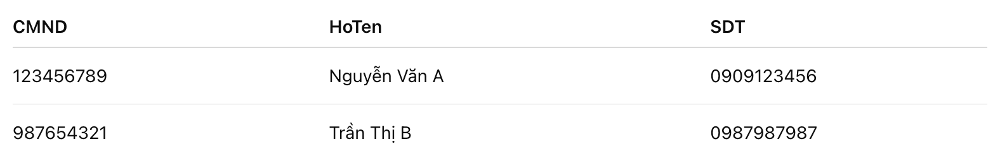 CMND HoTen SDT
123456789 Nguyễn Văn A 0909123456
987654321 Trần Thị B 0987987987